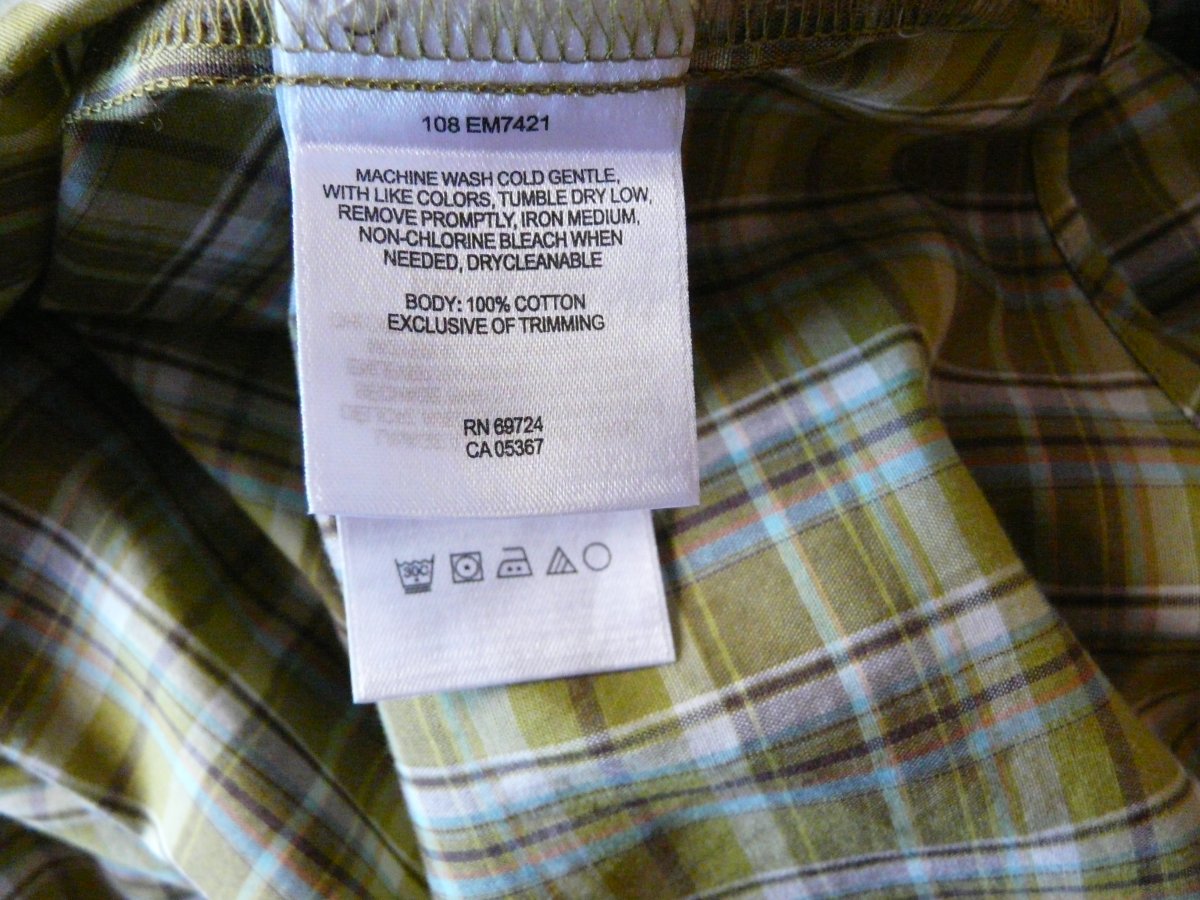 108 EM7421
MACHINE WASH COLD GENTLE,
WITH LIKE COLORS, TUMBLE DRY LOW,
REMOVE PROMPTLY, IRON MEDIUM,
NON-CHLORINE BLEACH WHEN
NEEDED, DRYCLEANABLE
BODY: 100% COTTON
EXCLUSIVE OF TRIMMING
RN 69724
CA 05367
30C